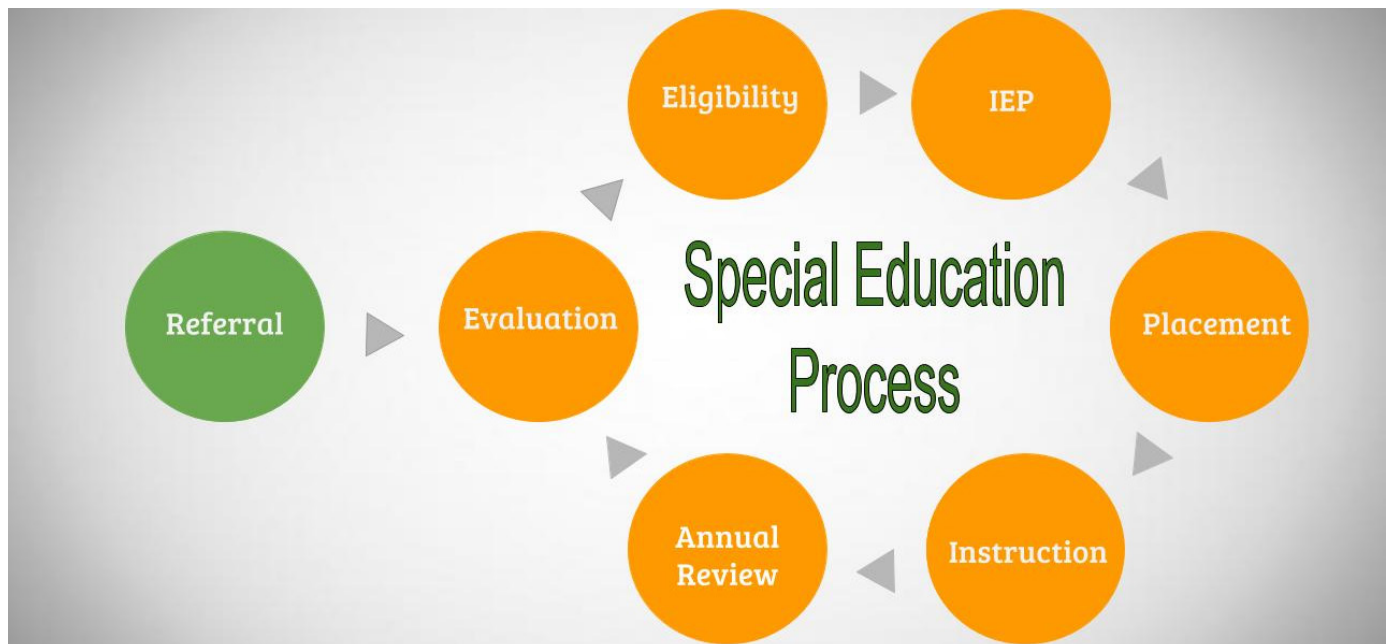 Referral
Evaluation
Eligibility
IEP
Placement
Instruction
Annual
Review
Special Education
Process